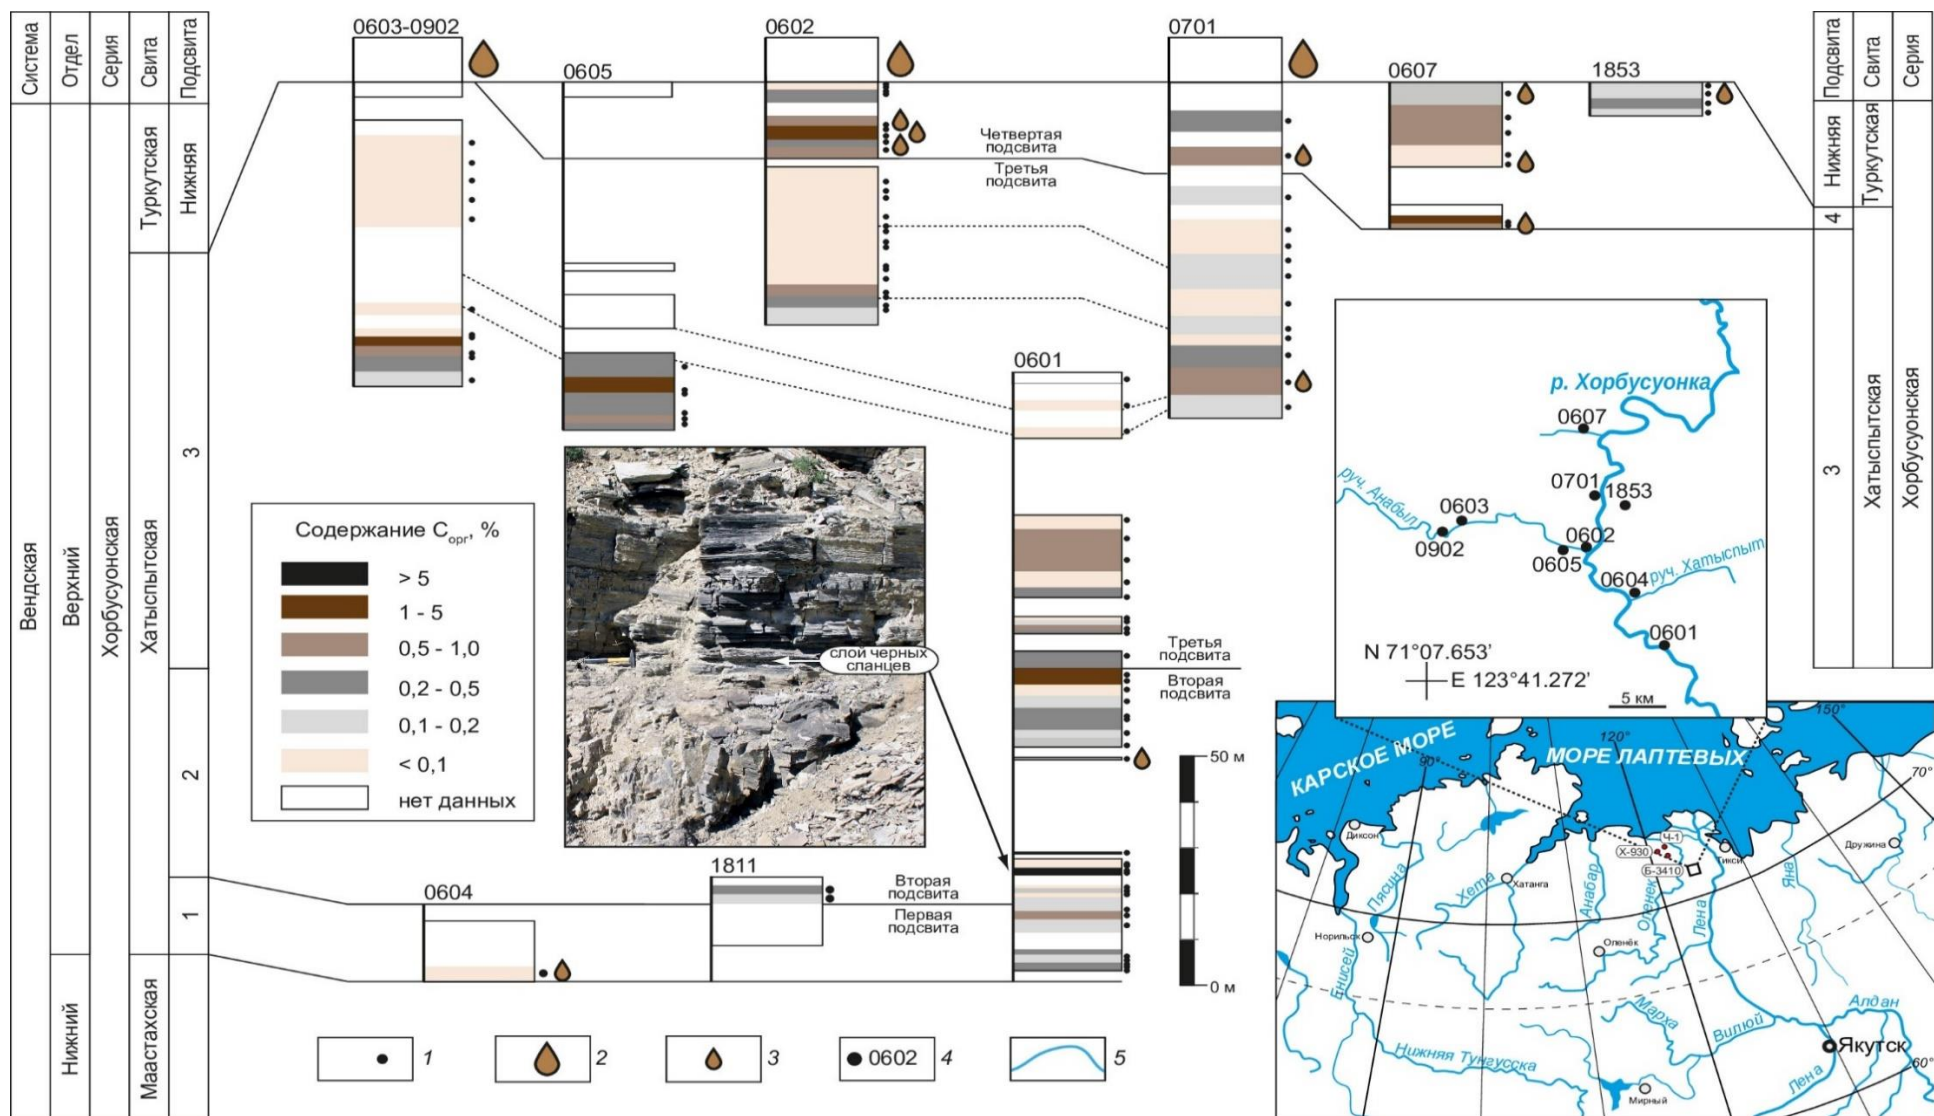 Система
Отдел
Серия
Свита
Подсвита
Вендская
Верхний
Нижний
Хорбусуонская
Туркутская
Хатыспытская
Маастахская
Нижняя
3
2
1
0603-0902
0605
0602
0701
0607
1853
Четвертая
подсвита
Третья
подсвита
0601
Третья
подсвита
Вторая
подсвита
Содержание Cорг, %
> 5
1 - 5
0,5 - 1,0
0,2 - 0,5
0,1 - 0,2
< 0,1
нет данных
слой черных
сланцев
0604
1811
Вторая
подсвита
Первая
подсвита
50 м
0 м
1
2
3
0602 4
5
Подсвита
Свита
Серия
Нижняя
Туркутская
4
3
Хатыспытская
Хорбусуонская
р. Хорбусуонка
0607
0701
1853
руч. Анабыл
0603
0902
0602
0605
0604
руч. Хатыспыт
0601
N 71°07.653'
E 123°41.272'
5 км
КАРСКОЕ МОРЕ
МОРЕ ЛАПТЕВЫХ
90°
120°
150°
70°
60°
Диксон
Ч-1
Х-930
Б-3410
Тикси
Дружина
Пясина
Хета
Хатанга
Анабар
Оленек
Лена
Яна
Норильск
Енисей
Оленёк
Марха
Вилюй
Алдан
Нижняя Тунгусска
Якутск
Лена
Мирный